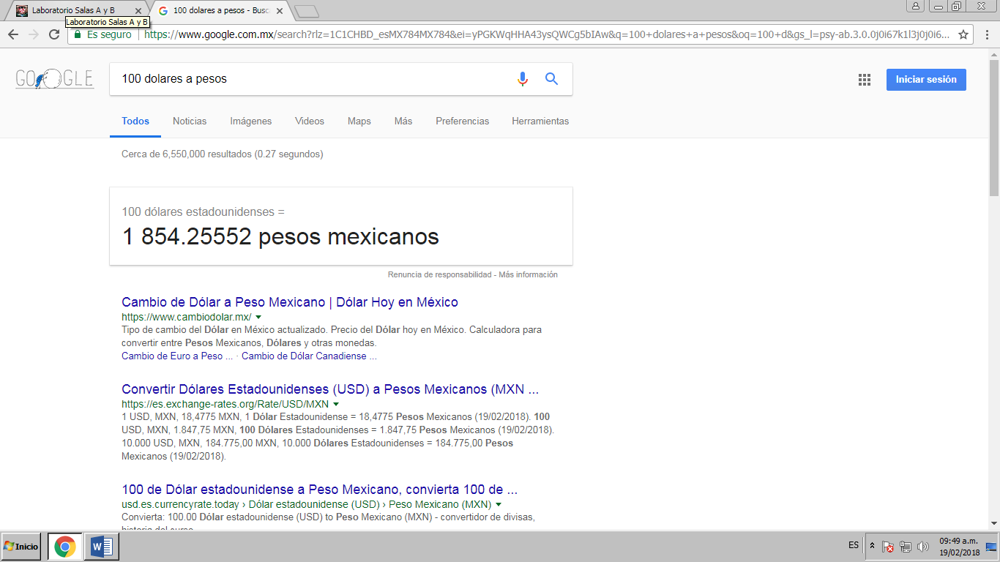 Laboratorio Salas A y B
100 dolares a pesos - Busc
Laboratorio Salas A y B
Es seguro
https://www.google.com.mx/search?rlz=1C1CHBD_esMX784MX784&ei=yPGKWqHHA43ysQWCg5bIAw&q=100+dolares+a+pesos&oq=100+d&gs_l=psy-ab.3.0.0j0i67k1l3j0j0i6...
GOOGLE
100 dolares a pesos
Iniciar sesión
Todos Noticias Imágenes Videos Maps Más Preferencias Herramientas
Cerca de 6,550,000 resultados (0.27 segundos)
100 dólares estadounidenses =
1 854.25552 pesos mexicanos
Renuncia de responsabilidad - Más información
Cambio de Dólar a Peso Mexicano | Dólar Hoy en México
https://www.cambiodolar.mx/
Tipo de cambio del Dólar en México actualizado. Precio del Dólar hoy en México. Calculadora para
convertir entre Pesos Mexicanos, Dólares y otras monedas.
Cambio de Euro a Peso ... · Cambio de Dólar Canadiense ...
Convertir Dólares Estadounidenses (USD) a Pesos Mexicanos (MXN ...
https://es.exchange-rates.org/Rate/USD/MXN
1 USD, MXN, 18,4775 MXN, 1 Dólar Estadounidense = 18,4775 Pesos Mexicanos (19/02/2018). 100
USD, MXN, 1.847,75 MXN, 100 Dólares Estadounidenses = 1.847,75 Pesos Mexicanos (19/02/2018).
10.000 USD, MXN, 184.775,00 MXN, 10.000 Dólares Estadounidenses = 184.775,00 Pesos
Mexicanos (19/02/2018).
100 de Dólar estadounidense a Peso Mexicano, convierta 100 de ...
usd.es.currencyrate.today › Dólar estadounidense (USD) › Peso Mexicano (MXN)
Convierta: 100.00 Dólar estadounidense (USD) to Peso Mexicano (MXN) - convertidor de divisas,
historia del curso
Inicio
ES
09:49 a.m.
19/02/2018